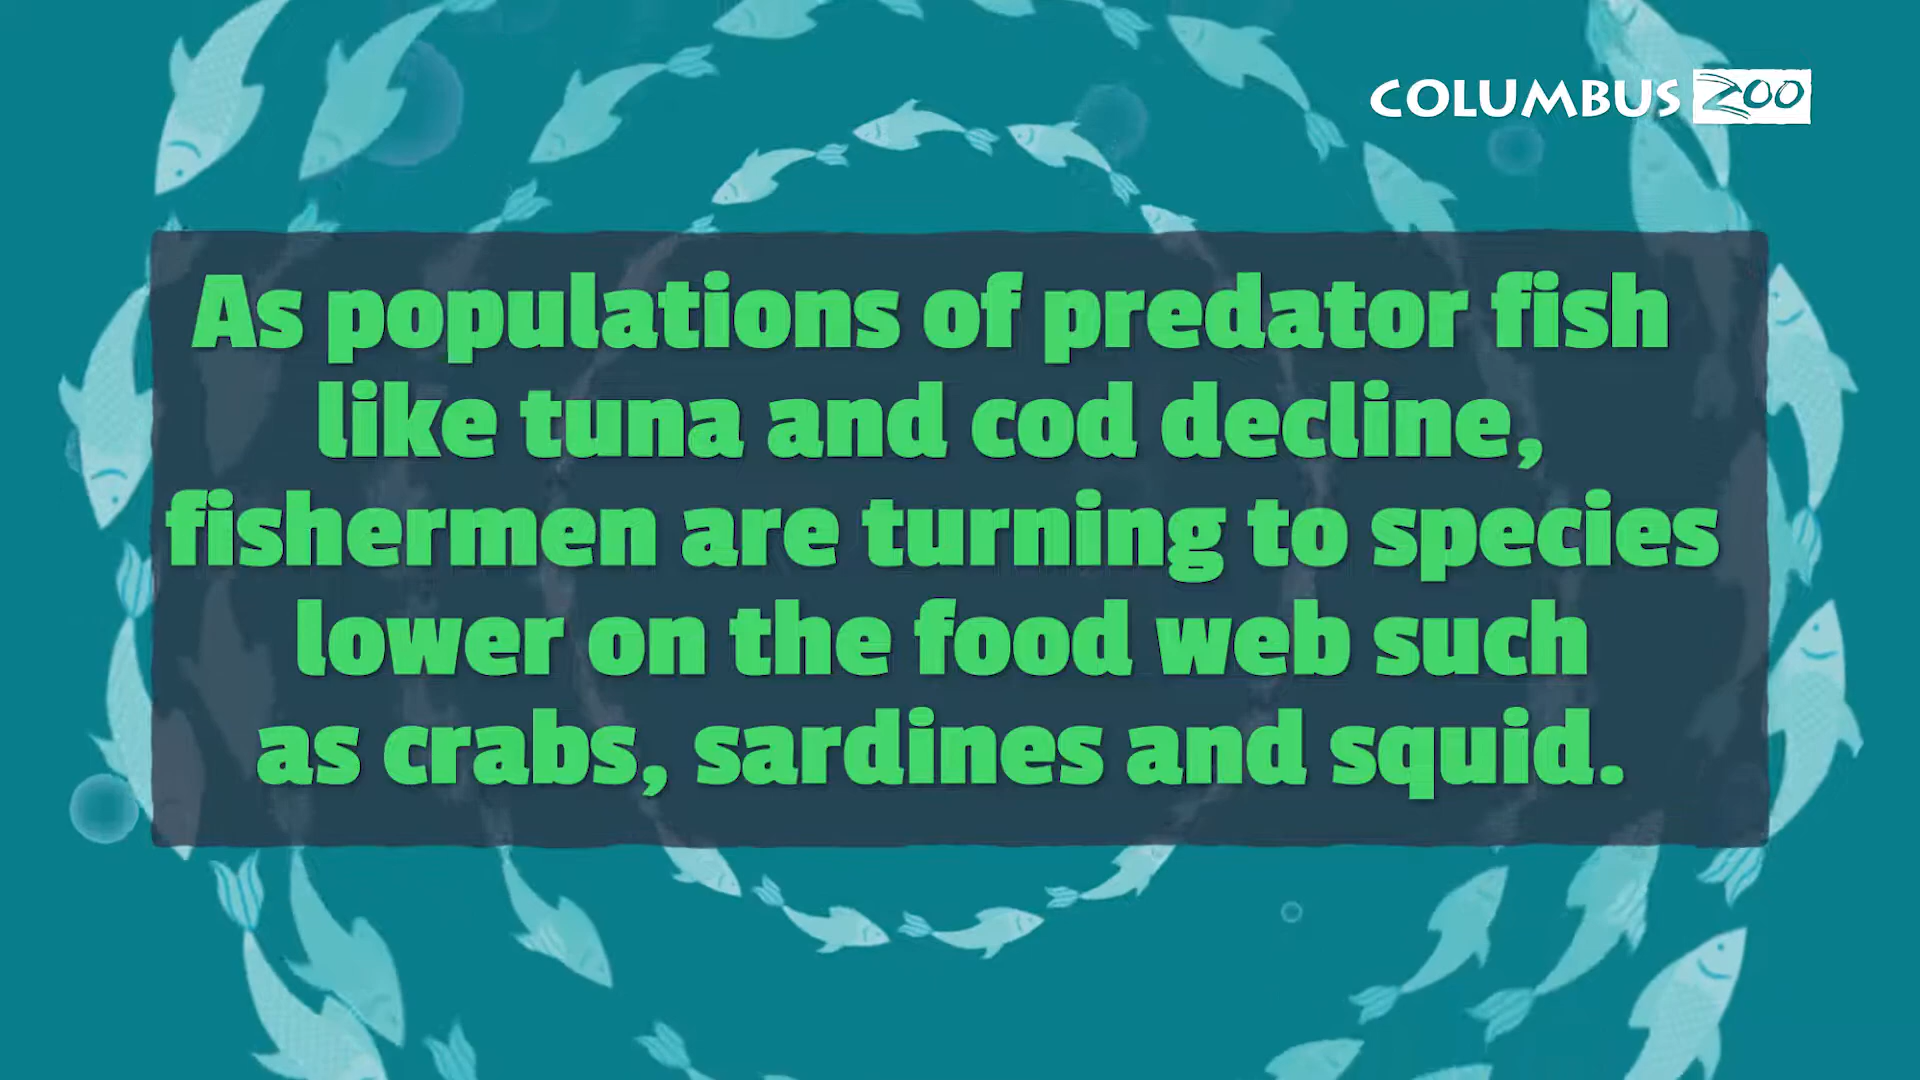 COLUMBUS ZOO
As populations of predator fish
like tuna and cod decline,
fishermen are turning to species
lower on the food web such
as crabs, sardines and squid.